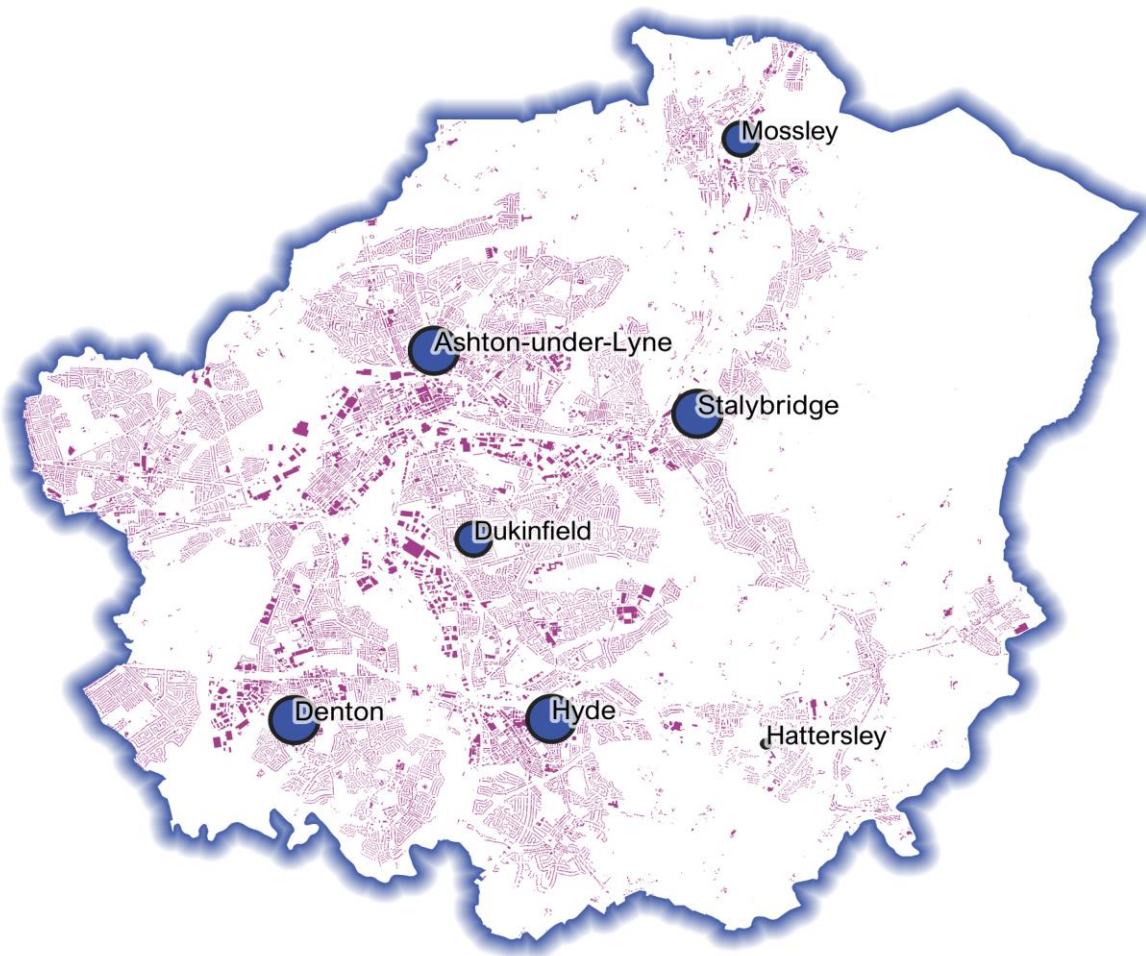 Mossley
Ashton-under-Lyne
Stalybridge
Dukinfield
Denton
Hyde
Hattersley